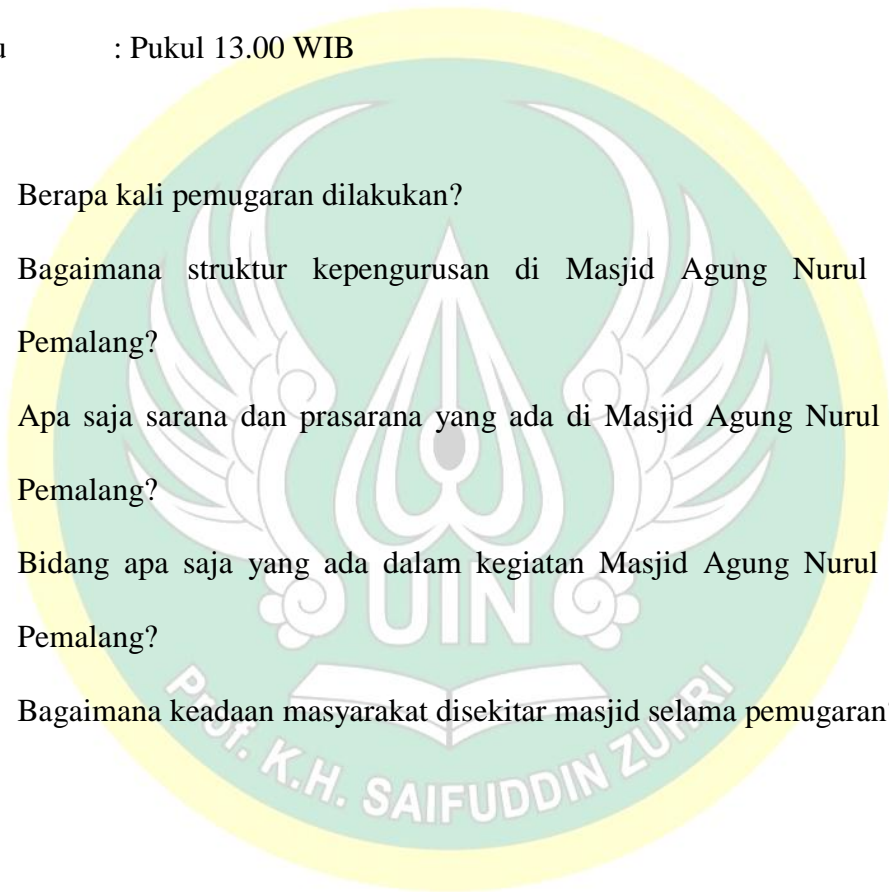 u : Pukul 13.00 WIB
Berapa kali pemugaran dilakukan?
Bagaimana struktur kepengurusan di Masjid Agung Nurul
Pemalang?
Apa saja sarana dan prasarana yang ada di Masjid Agung Nurul
Pemalang?
Bidang apa saja yang ada dalam kegiatan Masjid Agung Nurul
Pemalang?
Bagaimana keadaan masyarakat disekitar masjid selama pemugaran?
UIN
Prof. K.H. SAIFUDDIN ZUHRI